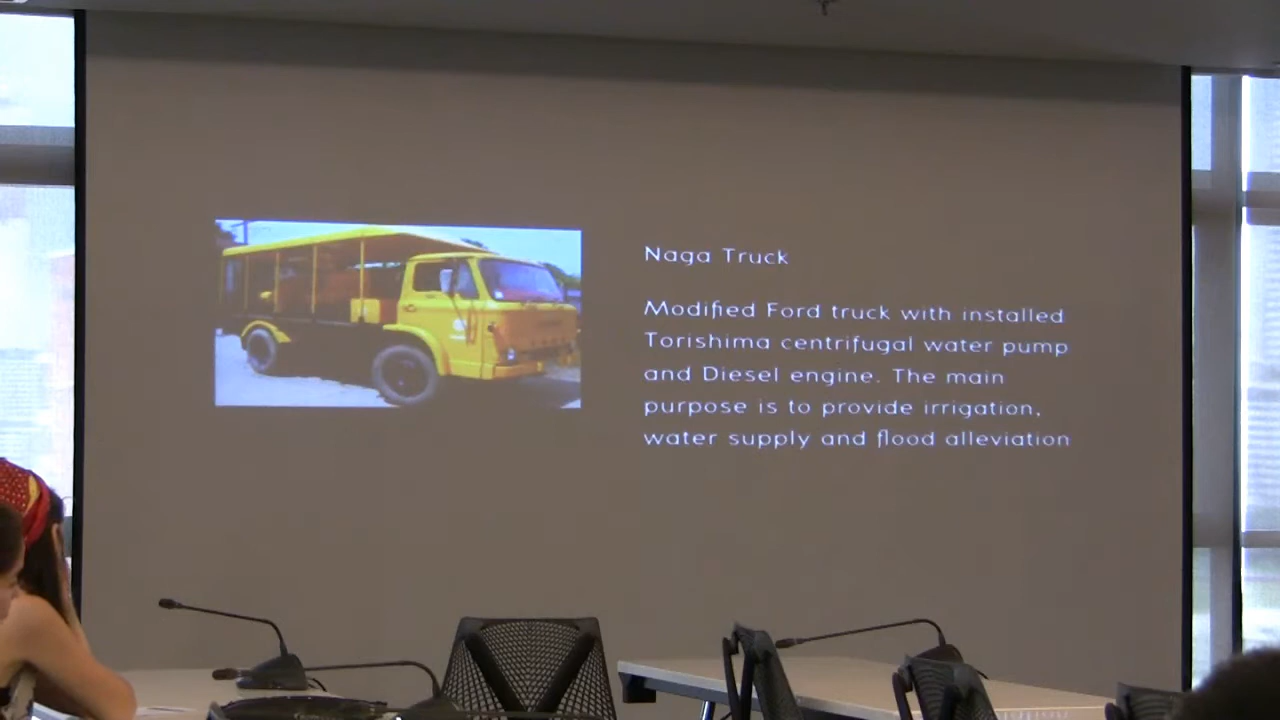 Naga Truck
Modified Ford truck with installed
Torishima centrifugal water pump
and Diesel engine. The main
purpose is to provide irrigation,
water supply and flood alleviation